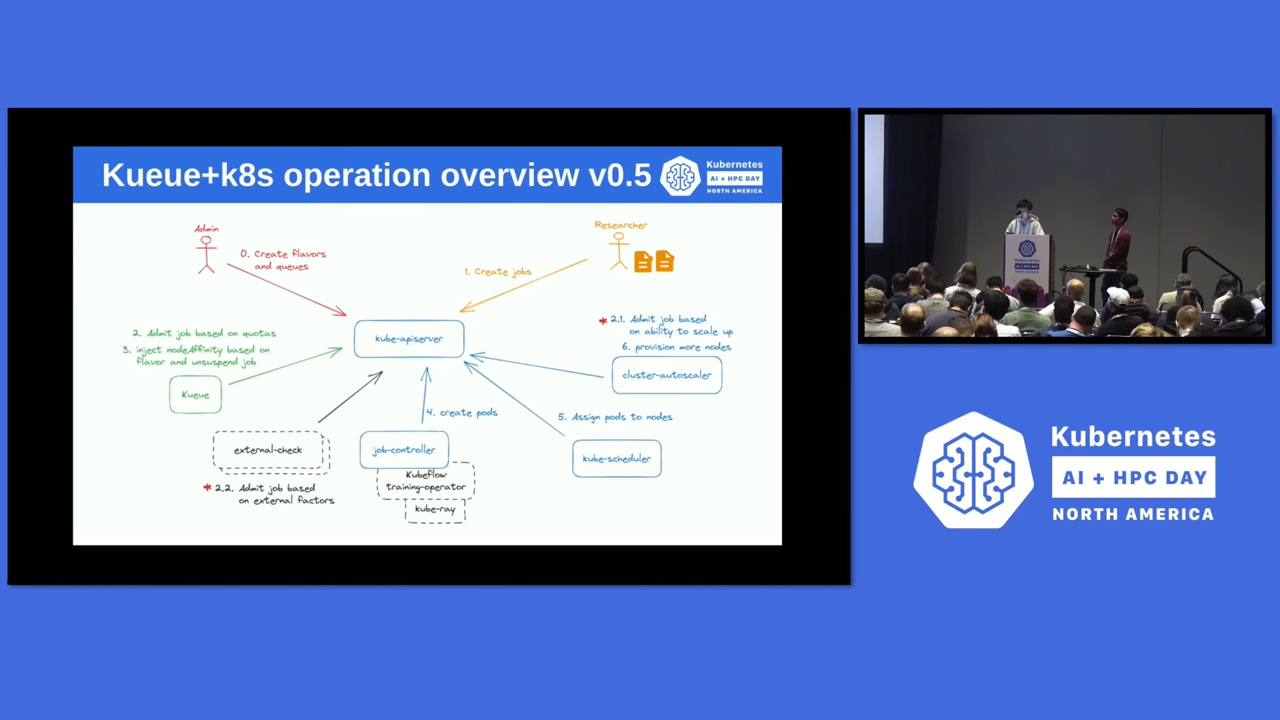 Kueue+k8s operation overview v0.5
Kubernetes
AI + HPC DAY
NORTH AMERICA
Admin
0. Create flavors
and queues
Researcher
1. Create jobs
2. Admit job based on quotas
3. inject nodeAffinity based on
flavor and unsuspend job
Kueue
kube-apiserver
* 2.1. Admit job based
on ability to scale up
6. provision more nodes
cluster-autoscaler
4. create pods
5. Assign pods to nodes
external-check
job-controller
kube-scheduler
Kubeflow
training-operator
kube-ray
* 2.2. Admit job based
on external factors
Kubernetes
AI + HPC DAY
NORTH AMERICA